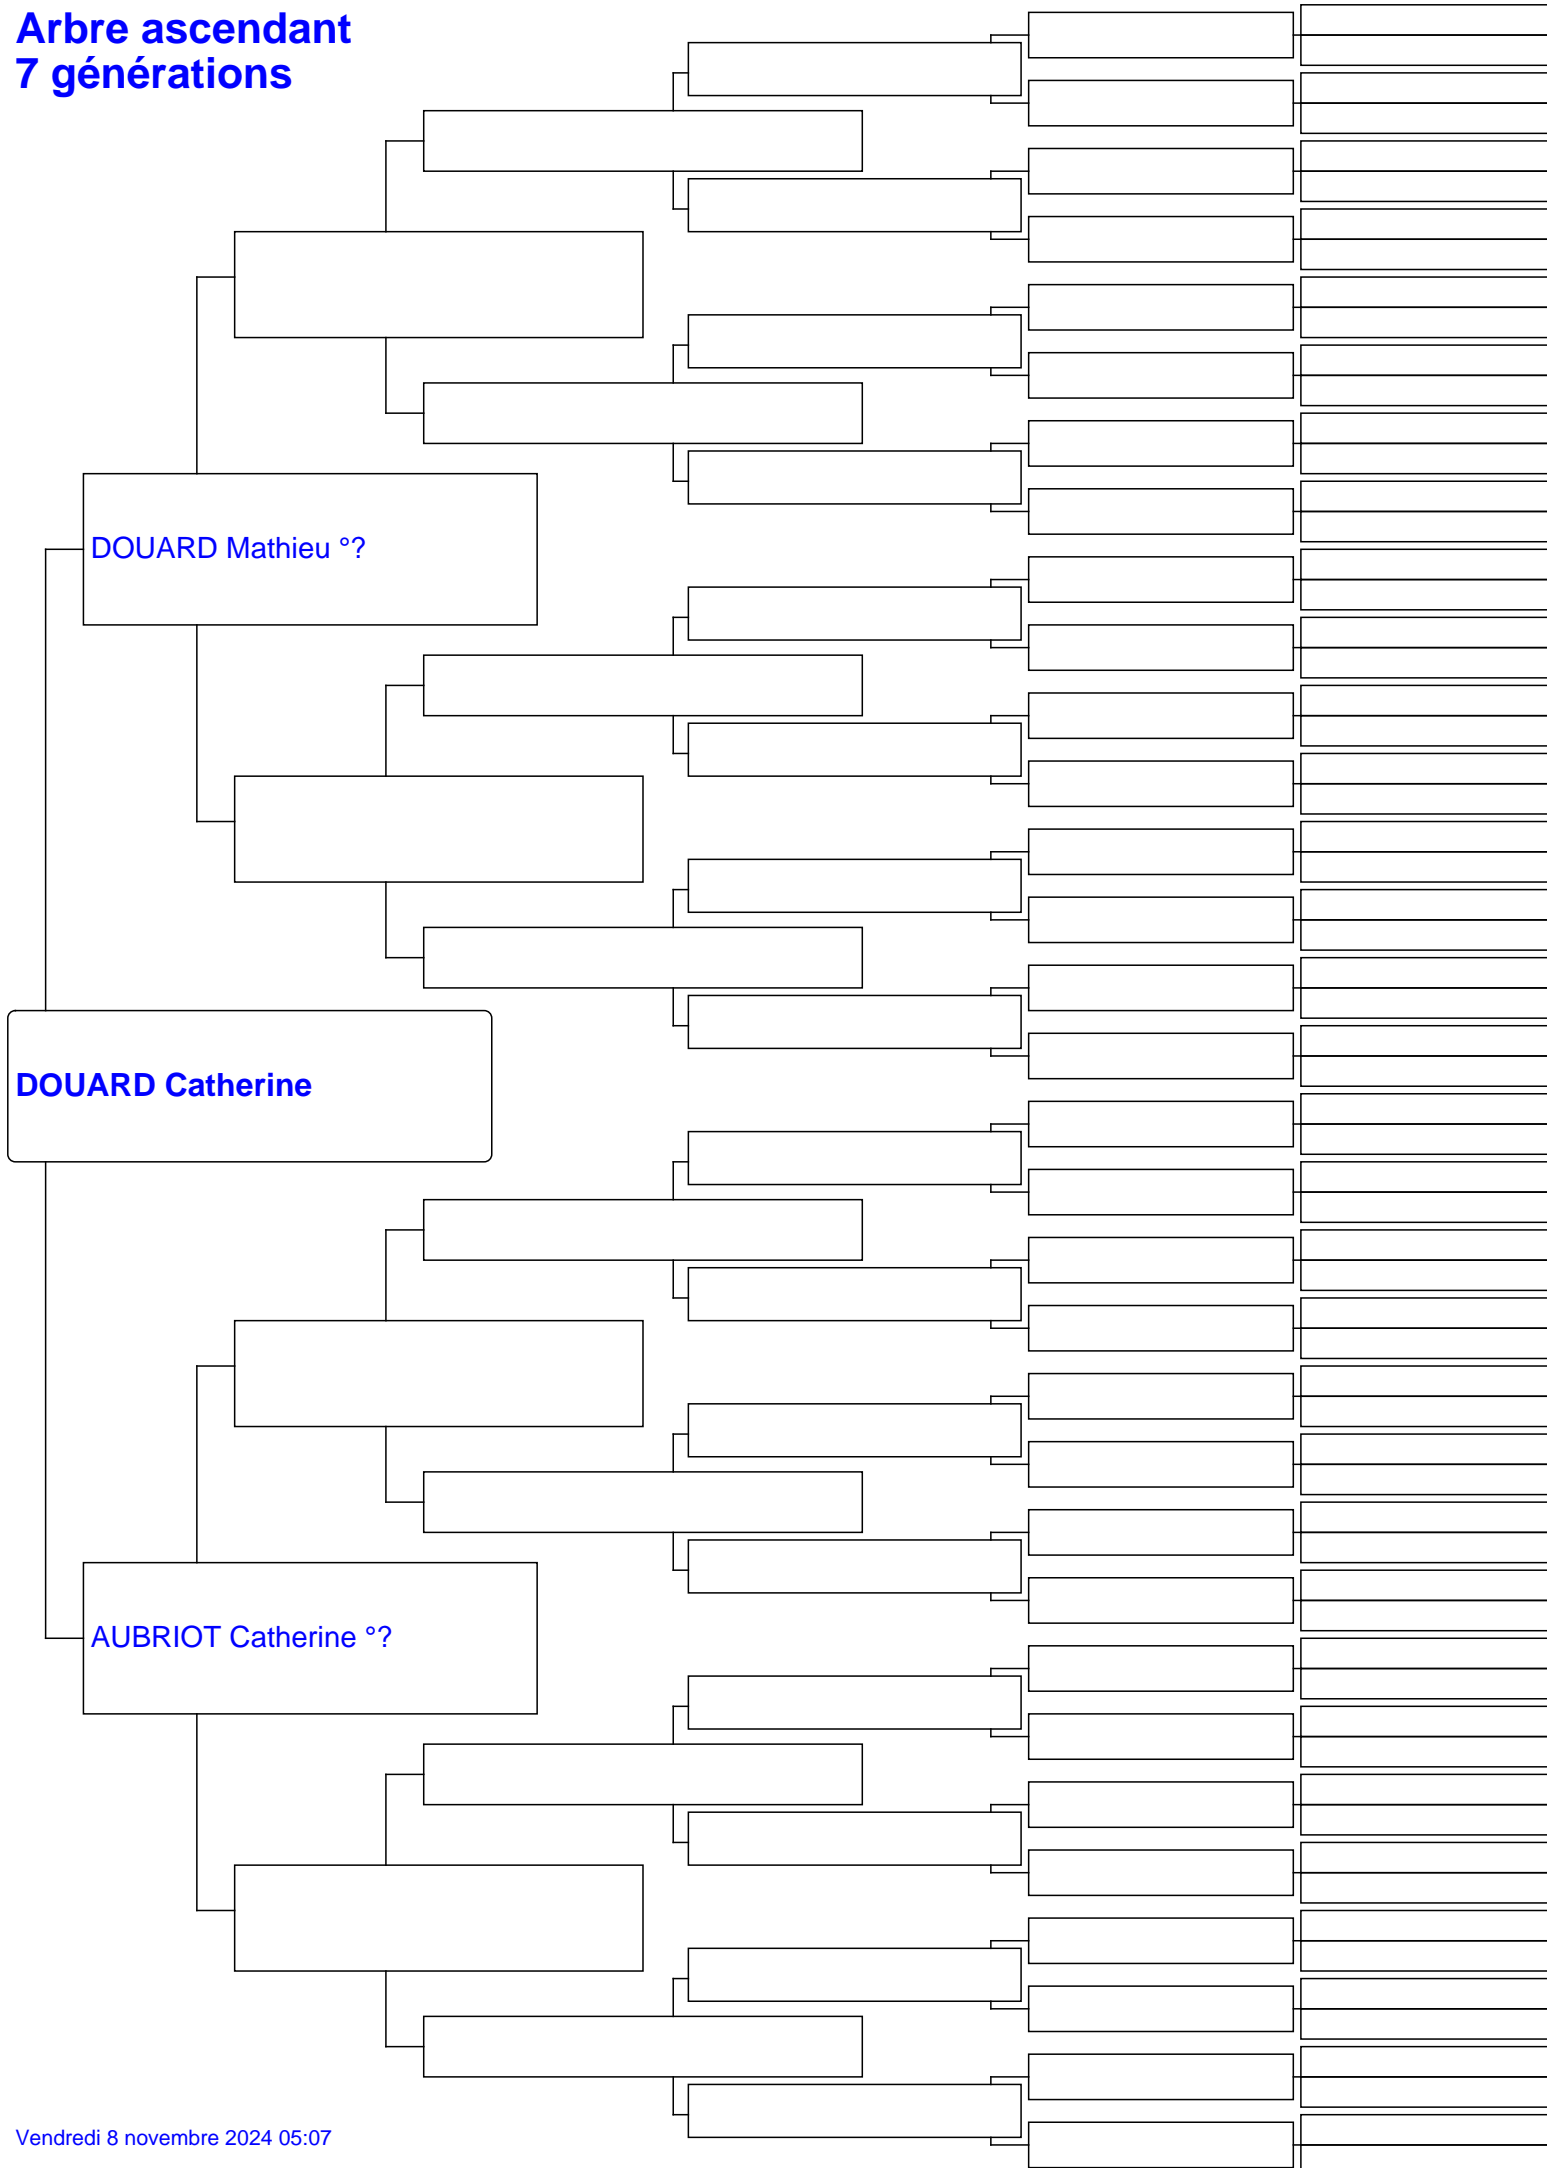 Arbre ascendant
7 générations
DOUARD Mathieu °?
DOUARD Catherine
AUBRIOT Catherine °?
Vendredi 8 novembre 2024 05:07